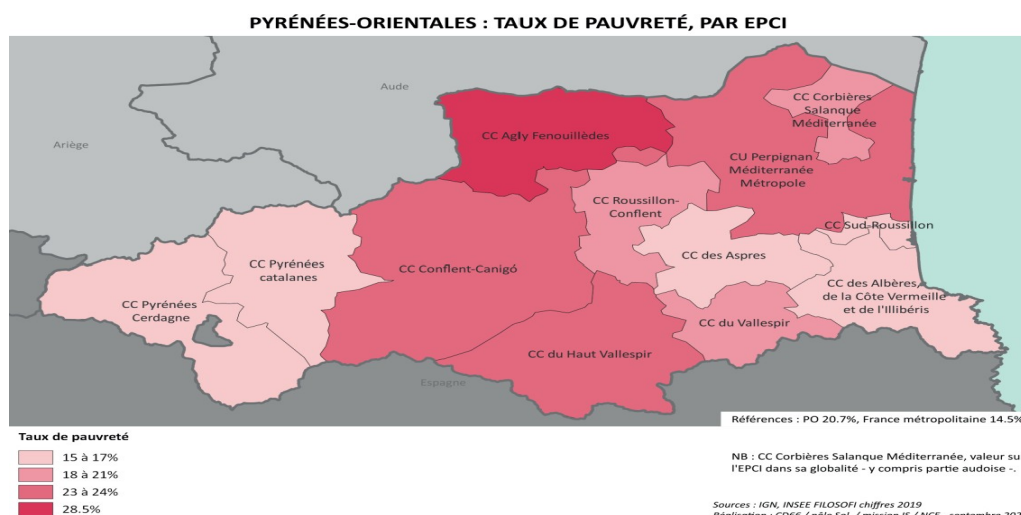 PYRÉNÉES-ORIENTALES : TAUX DE PAUVRETÉ, PAR EPCI
Aude
Ariège
CC Corbières
Salanque
Méditerranée
CC Agly Fenouillèdes
CU Perpignan
Méditerranée
Métropole
CC Roussillon-
Conflent
CC Sud-Roussillon
CC des Aspres
CC Pyrénées
catalanes
CC Conflent-Canigó
CC des Albères,
de la Côte Vermeille
et de l'Illibéris
CC Pyrénées
Cerdagne
CC du Vallespir
CC du Haut Vallespir
Espagne
Références : PO 20.7%, France métropolitaine 14.5%
Taux de pauvreté
15 à 17%
18 à 21%
23 à 24%
28.5%
NB : CC Corbières Salanque Méditerranée, valeur su
l'EPCI dans sa globalité - y compris partie audoise -.
Sources : IGN, INSEE FILOSOFI chiffres 2019